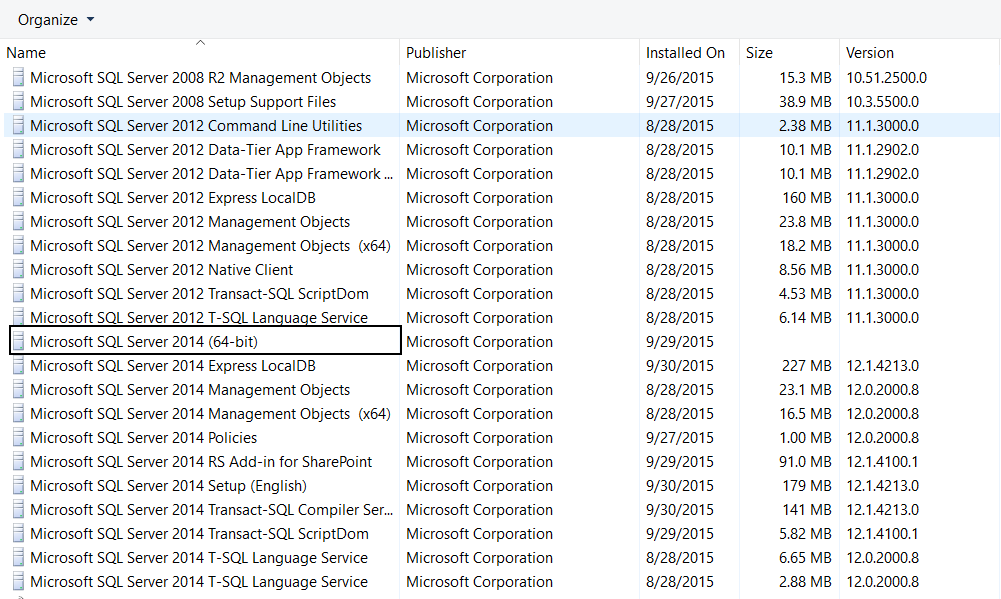 Organize
Name Publisher Installed On Size Version
Microsoft SQL Server 2008 R2 Management Objects Microsoft Corporation 9/26/2015 15.3 MB 10.51.2500.0
Microsoft SQL Server 2008 Setup Support Files Microsoft Corporation 9/27/2015 38.9 MB 10.3.5500.0
Microsoft SQL Server 2012 Command Line Utilities Microsoft Corporation 8/28/2015 2.38 MB 11.1.3000.0
Microsoft SQL Server 2012 Data-Tier App Framework Microsoft Corporation 8/28/2015 10.1 MB 11.1.2902.0
Microsoft SQL Server 2012 Data-Tier App Framework ... Microsoft Corporation 8/28/2015 10.1 MB 11.1.2902.0
Microsoft SQL Server 2012 Express LocalDB Microsoft Corporation 8/28/2015 160 MB 11.1.3000.0
Microsoft SQL Server 2012 Management Objects Microsoft Corporation 8/28/2015 23.8 MB 11.1.3000.0
Microsoft SQL Server 2012 Management Objects (x64) Microsoft Corporation 8/28/2015 18.2 MB 11.1.3000.0
Microsoft SQL Server 2012 Native Client Microsoft Corporation 8/28/2015 8.56 MB 11.1.3000.0
Microsoft SQL Server 2012 Transact-SQL ScriptDom Microsoft Corporation 8/28/2015 4.53 MB 11.1.3000.0
Microsoft SQL Server 2012 T-SQL Language Service Microsoft Corporation 8/28/2015 6.14 MB 11.1.3000.0
Microsoft SQL Server 2014 (64-bit) Microsoft Corporation 9/29/2015
Microsoft SQL Server 2014 Express LocalDB Microsoft Corporation 9/30/2015 227 MB 12.1.4213.0
Microsoft SQL Server 2014 Management Objects Microsoft Corporation 8/28/2015 23.1 MB 12.0.2000.8
Microsoft SQL Server 2014 Management Objects (x64) Microsoft Corporation 8/28/2015 16.5 MB 12.0.2000.8
Microsoft SQL Server 2014 Policies Microsoft Corporation 9/27/2015 1.00 MB 12.0.2000.8
Microsoft SQL Server 2014 RS Add-in for SharePoint Microsoft Corporation 9/29/2015 91.0 MB 12.1.4100.1
Microsoft SQL Server 2014 Setup (English) Microsoft Corporation 9/30/2015 179 MB 12.1.4213.0
Microsoft SQL Server 2014 Transact-SQL Compiler Ser... Microsoft Corporation 9/30/2015 141 MB 12.1.4213.0
Microsoft SQL Server 2014 Transact-SQL ScriptDom Microsoft Corporation 9/29/2015 5.82 MB 12.1.4100.1
Microsoft SQL Server 2014 T-SQL Language Service Microsoft Corporation 8/28/2015 6.65 MB 12.0.2000.8
Microsoft SQL Server 2014 T-SQL Language Service Microsoft Corporation 8/28/2015 2.88 MB 12.0.2000.8